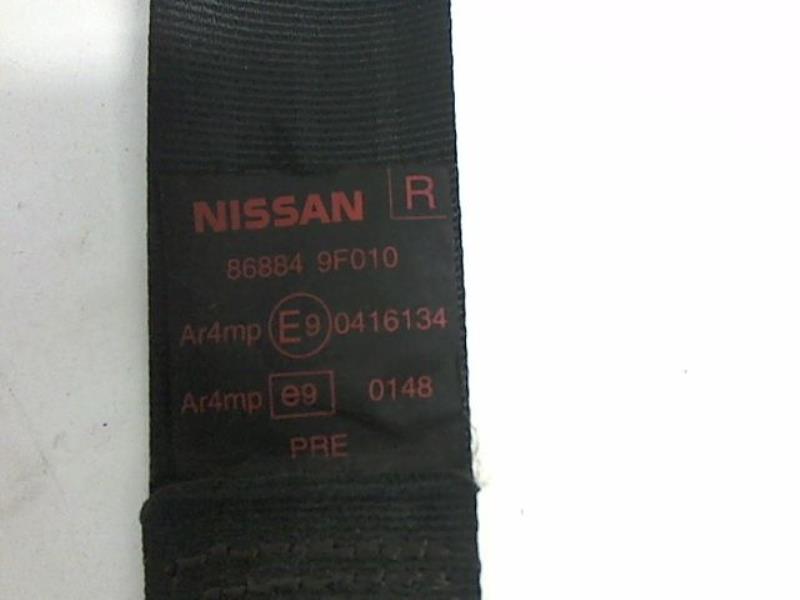 NISSAN R
86884 9F010
Ar4mp E9 0416134
Ar4mp e9 0148
PRE